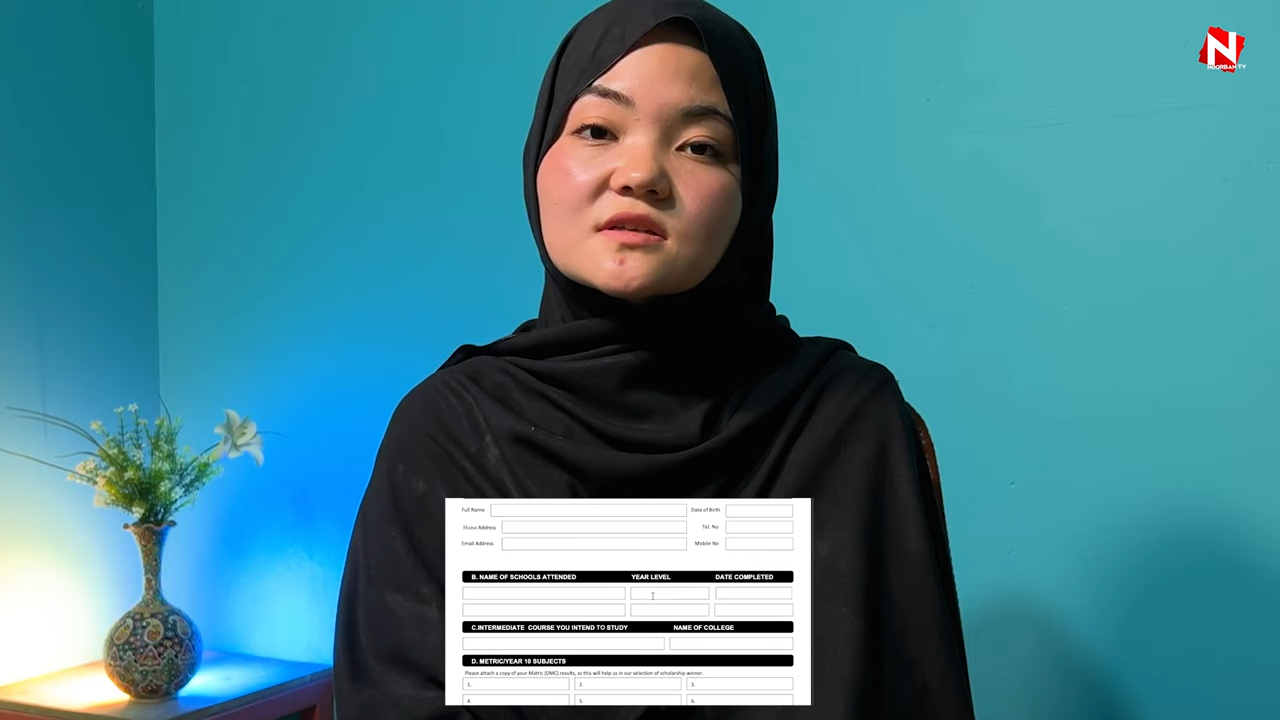 N
NOORBAM TV
Full Name
Date of Birth
Home Address
Tel. No
Email Address
Mobile No
B. NAME OF SCHOOLS ATTENDED YEAR LEVEL DATE COMPLETED
C.INTERMEDIATE COURSE YOU INTEND TO STUDY NAME OF COLLEGE
D. METRIC/YEAR 10 SUBJECTS
Please attach a copy of your Matric (DMC) results, as this will help us in our selection of scholarship winner.
1. 2. 3.
4. 5. 6.